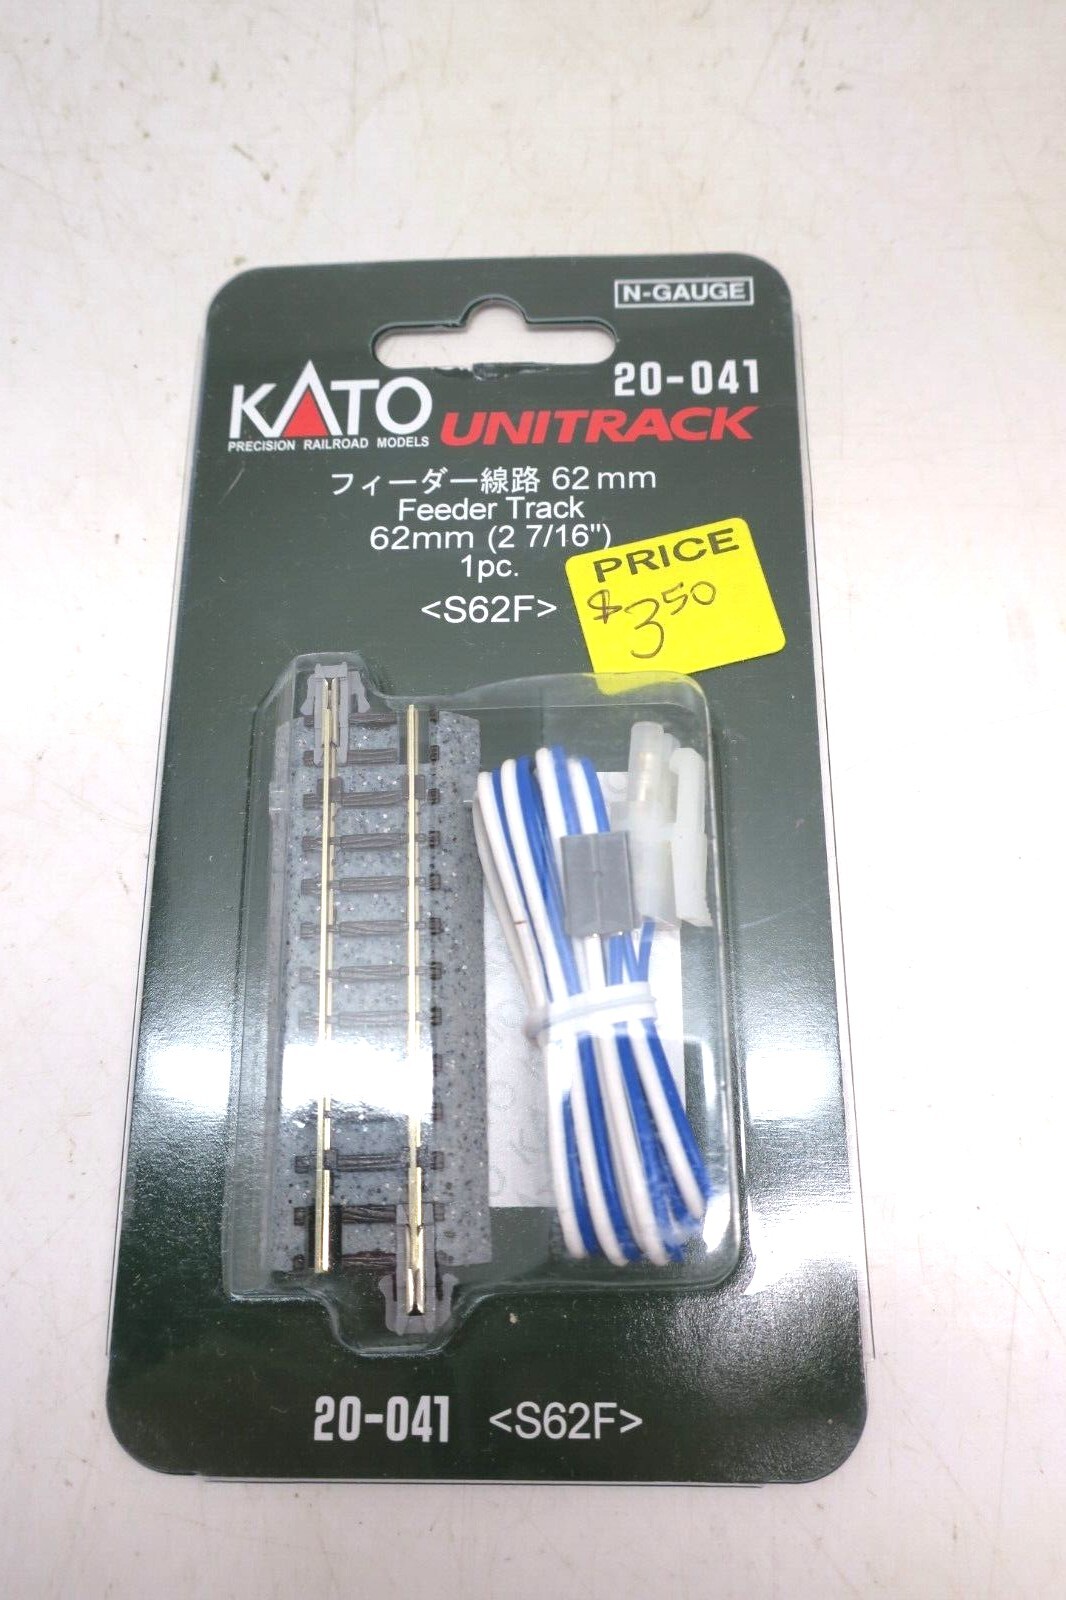 N-GAUGE
20-041
KATO
PRECISION RAILROAD MODELS
UNITRACK
フィーダー線路 62mm
Feeder Track
62mm (2 7/16")
1pc.
<S62F>
PRICE
$3.50
20-041 <S62F>